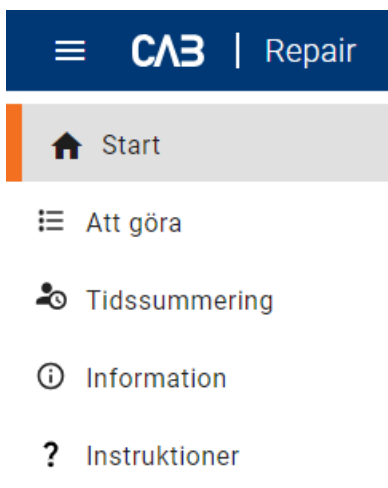 CAB | Repair
Start
Att göra
Tidssummering
Information
Instruktioner